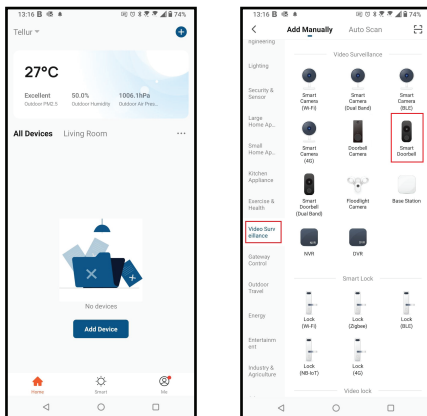 13:16 B 74%
Tellur
27°C
Excellent 50.0% 1006.1hPa
Outdoor PM2.5 Outdoor Humidity Outdoor Air Pres...
All Devices Living Room ...
No devices
Add Device
Home Smart Me
13:16 B 74%
Add Manually Auto Scan
ngineering
Video Surveillance
Lighting
Smart Camera (Wi-Fi)
Smart Camera (Dual Band)
Smart Camera (BLE)
Security & Sensor
Large Home Ap...
Smart Camera (4G)
Doorbell Camera
Smart Doorbell
Small Home Ap...
Kitchen Appliance
Exercise & Health
Smart Doorbell (Dual Band)
Floodlight Camera
Base Station
Video Surv eillance
NVR
DVR
Gateway Control
Outdoor Travel
Smart Lock
Energy
Lock (Wi-Fi)
Lock (Zigbee)
Lock (BLE)
Entertainm ent
Industry & Agriculture
Lock (NB-IoT)
Lock (4G)
Video lock